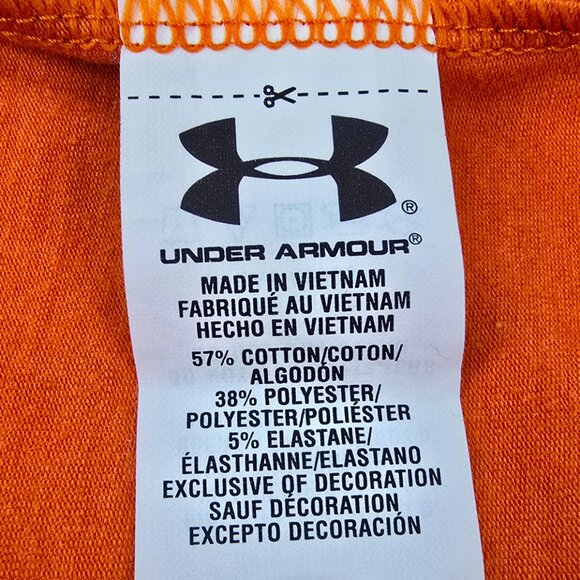 UNDER ARMOUR®
MADE IN VIETNAM
FABRIQUÉ AU VIETNAM
HECHO EN VIETNAM
57% COTTON/COTON/
ALGODÓN
38% POLYESTER/
POLYESTER/POLIÉSTER
5% ELASTANE/
ÉLASTHANNE/ELASTANO
EXCLUSIVE OF DECORATION
SAUF DÉCORATION
EXCEPTO DECORACIÓN